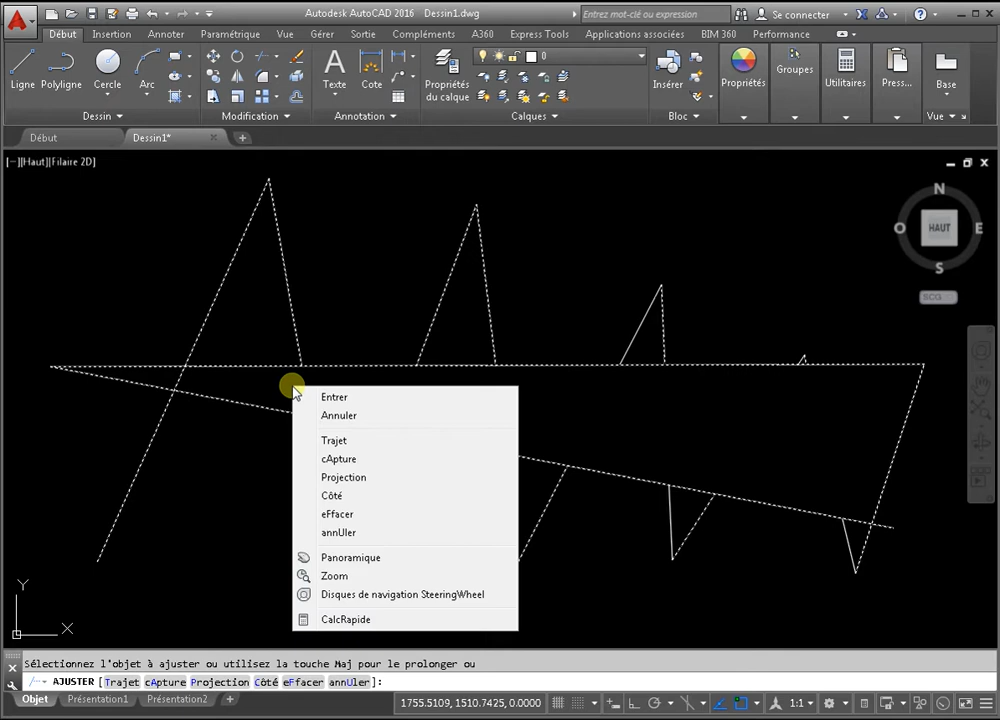 Autodesk AutoCAD 2016 Dessin1.dwg
Entrez mot-clé ou expression
Se connecter
Début Insertion Annoter Paramétrique Vue Gérer Sortie Compléments A360 Express Tools Applications associées BIM 360 Performance
Ligne Polyligne Cercle Arc
Texte Cote
Propriétés du calque
0
Insérer Propriétés Groupes Utilitaires Press... Base
Dessin Modification Annotation Calques Bloc Vue
Début Dessin1*
[−][Haut][Filaire 2D]
N
O HAUT E
S
SCG
Entrer
Annuler
Trajet
cApture
Projection
Côté
eFfacer
annUler
Panoramique
Zoom
Disques de navigation SteeringWheel
CalcRapide
Y
X
Sélectionnez l'objet à ajuster ou utilisez la touche Maj pour le prolonger ou
AJUSTER [Trajet cApture Projection Côté eFfacer annUler]:
Objet Présentation1 Présentation2
1755.5109, 1510.7425, 0.0000
1:1